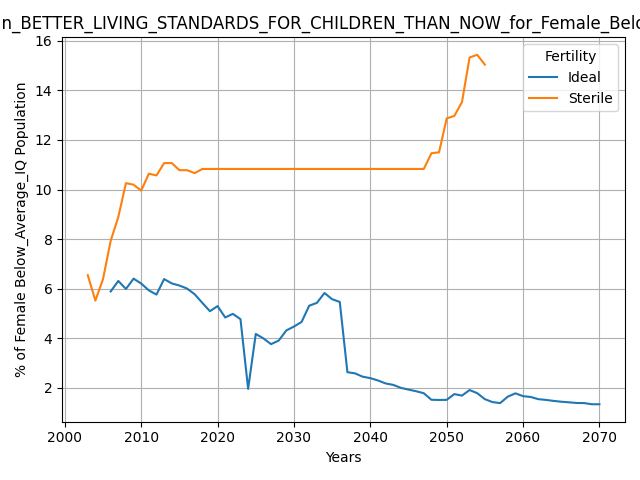 n_BETTER_LIVING_STANDARDS_FOR_CHILDREN_THAN_NOW_for_Female_Belo
16
14
12
10
8
6
4
2
% of Female Below_Average_IQ Population
Fertility
Ideal
Sterile
2000 2010 2020 2030 2040 2050 2060 2070
Years